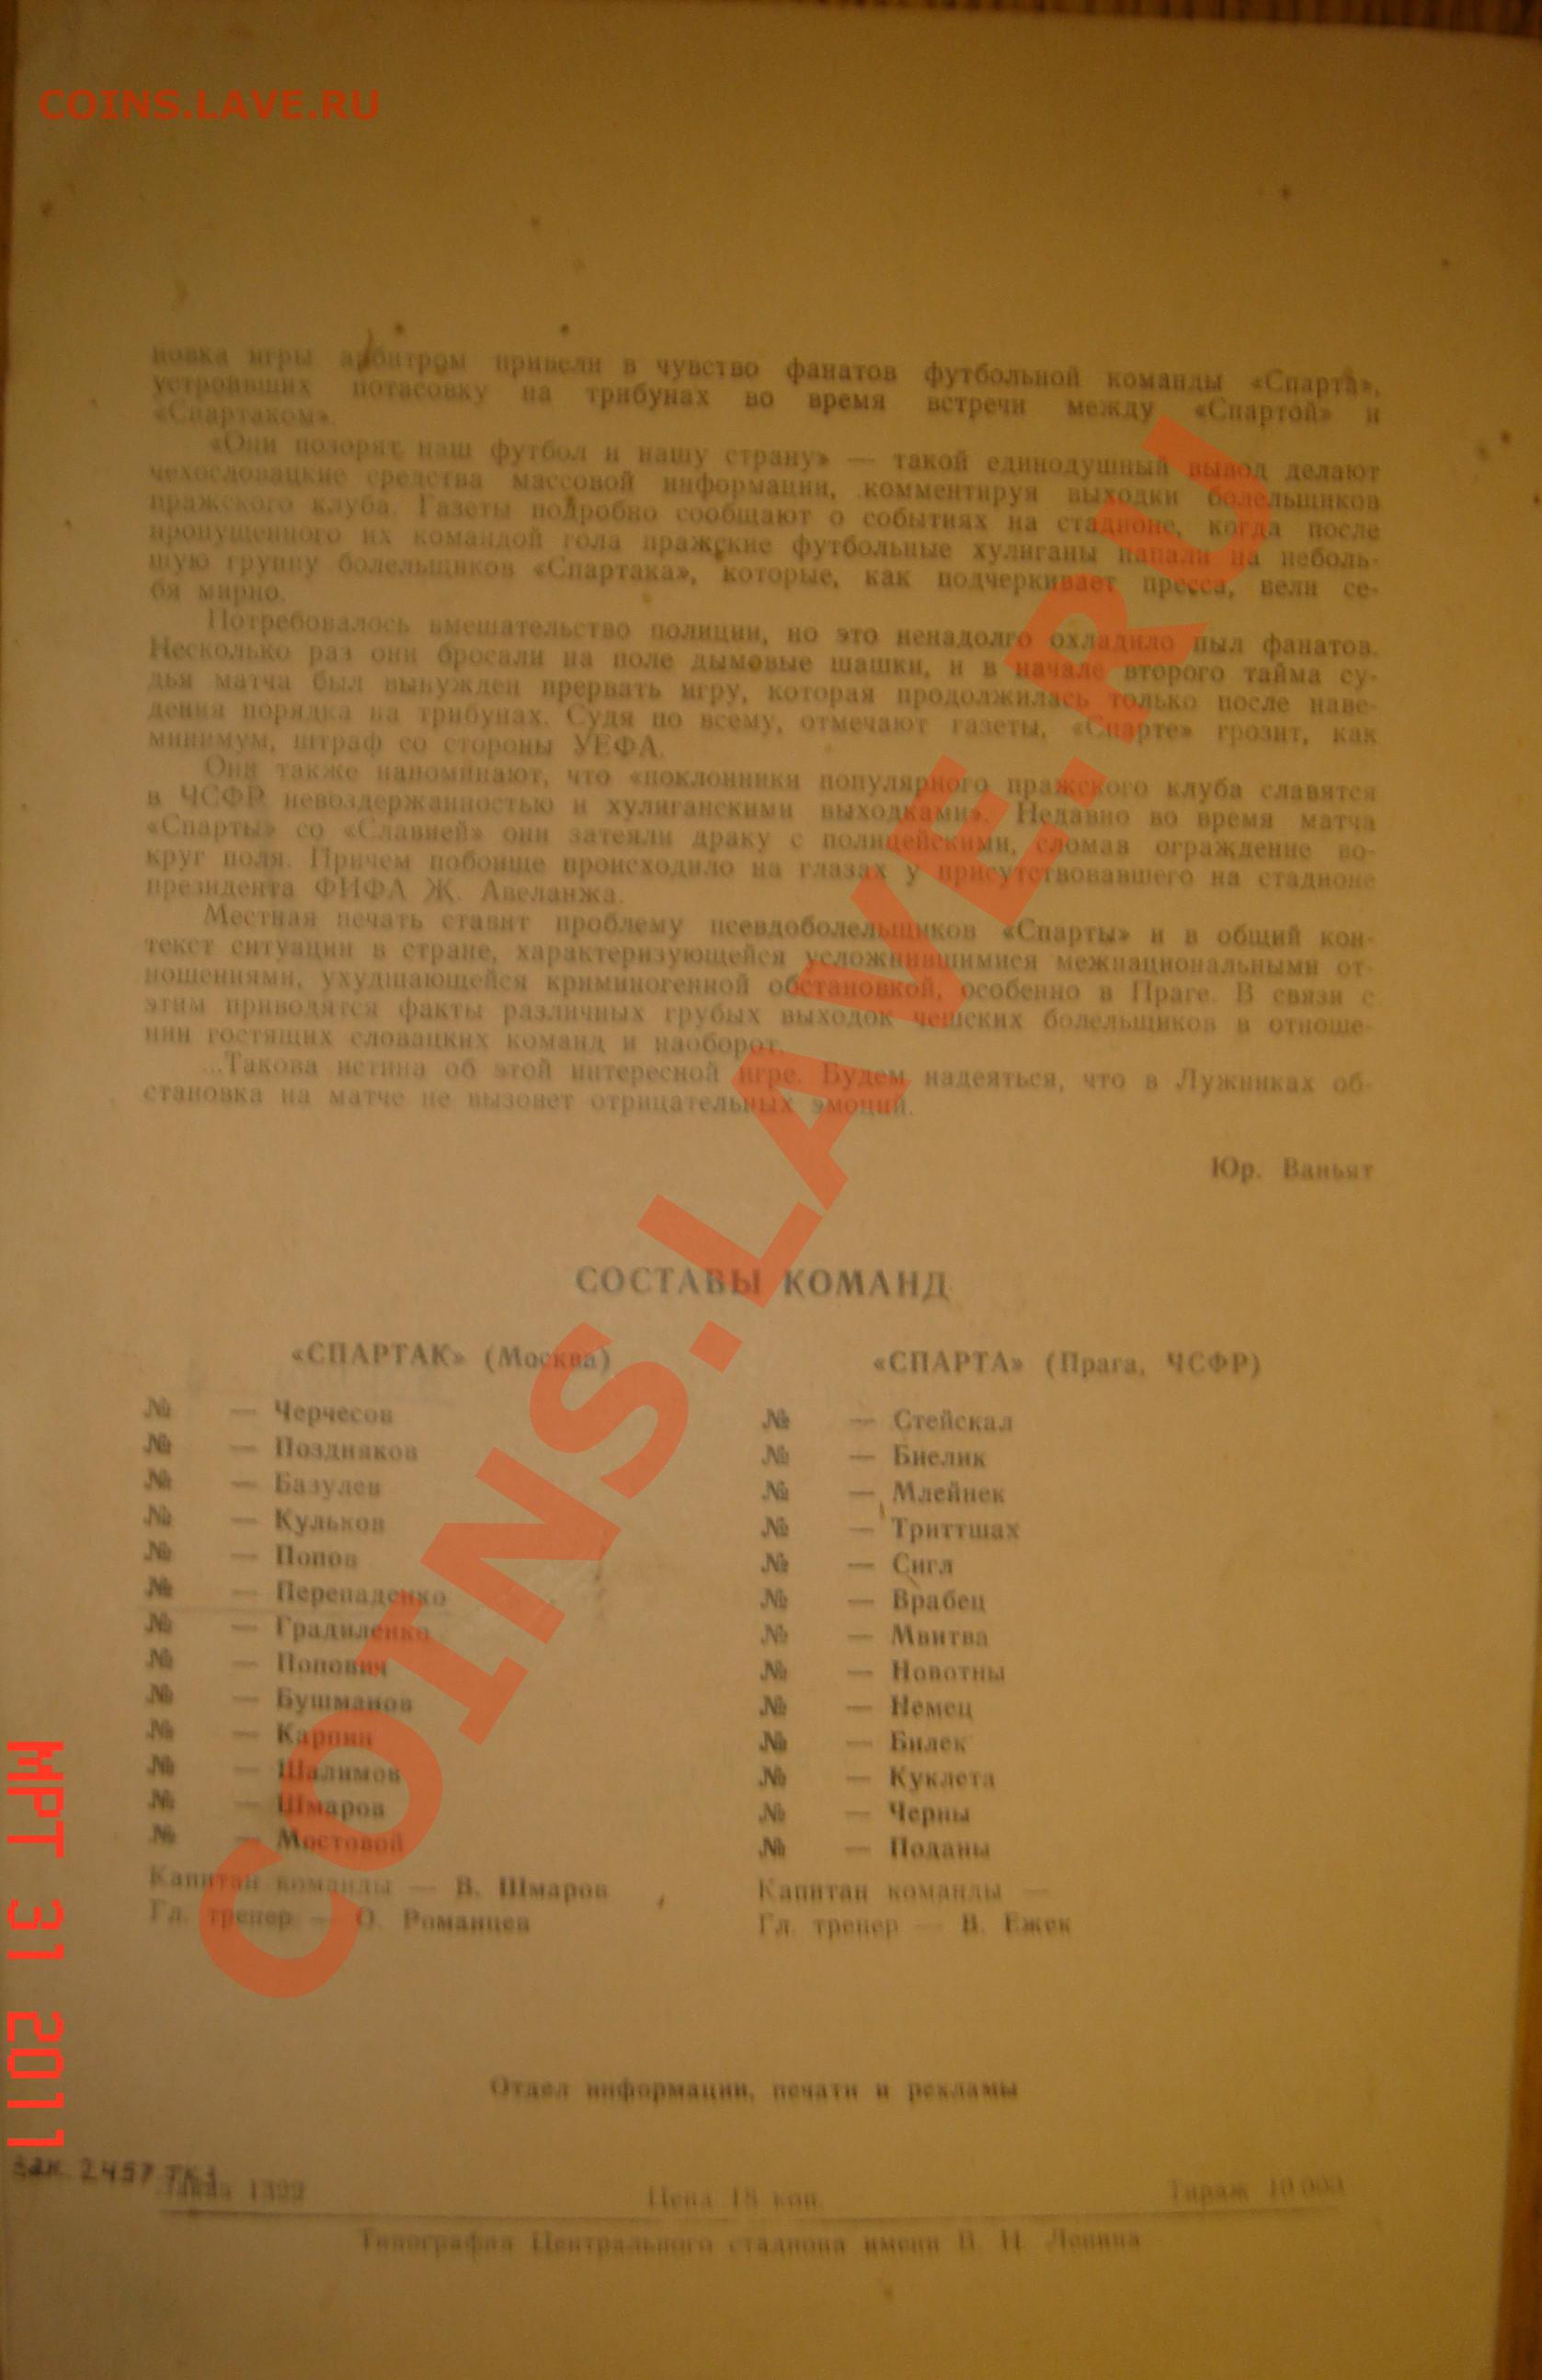 COINS.LAVE.RU
новка игры арбитром привели в чувство фанатов футбольной команды «Спарта»,
устроивших потасовку на трибунах во время встречи между «Спартой» и
«Спартаком».
«Они позорят наш футбол и нашу страну» — такой единодушный вывод делают
чехословацкие средства массовой информации, комментируя выходки болельщиков
пражского клуба. Газеты подробно сообщают о событиях на стадионе, когда после
пропущенного их командой гола пражские футбольные хулиганы напали на неболь-
шую группу болельщиков «Спартака», которые, как подчеркивает пресса, вели се-
бя мирно.
Потребовалось вмешательство полиции, но это ненадолго охладило пыл фанатов.
Несколько раз они бросали на поле дымовые шашки, и в начале второго тайма су-
дья матча был вынужден прервать игру, которая продолжилась только после наве-
дения порядка на трибунах. Судя по всему, отмечают газеты, «Спарте» грозит, как
минимум, штраф со стороны УЕФА.
Они также напоминают, что «поклонники популярного пражского клуба славятся
в ЧСФР невоздержанностью и хулиганскими выходками». Недавно во время матча
«Спарты» со «Славией» они затеяли драку с полицейскими, сломав ограждение во-
круг поля. Причем побоище происходило на глазах у присутствовавшего на стадионе
президента ФИФА Ж. Авеланжа.
Местная печать ставит проблему псевдоболельщиков «Спарты» и в общий кон-
текст ситуации в стране, характеризующейся усложнившимися межнациональными от-
ношениями, ухудшающейся криминогенной обстановкой, особенно в Праге. В связи с
этим приводятся факты различных грубых выходок чешских болельщиков в отноше-
нии гостящих словацких команд и наоборот.
...Такова истина об этой интересной игре. Будем надеяться, что в Лужниках об-
становка на матче не вызовет отрицательных эмоций.
Юр. Ваньят
СОСТАВЫ КОМАНД
«СПАРТАК» (Москва)
№ — Черчесов
№ — Поздняков
№ — Базулев
№ — Кульков
№ — Попов
№ — Перепаденко
№ — Градиленко
№ — Попович
№ — Бушманов
№ — Карпин
№ — Шалимов
№ — Шмаров
№ — Мостовой
Капитан команды — В. Шмаров
Гл. тренер — О. Романцев
«СПАРТА» (Прага, ЧСФР)
№ — Стейскал
№ — Биелик
№ — Млейнек
№ — Триттшах
№ — Сигл
№ — Врабец
№ — Мвитва
№ — Новотны
№ — Немец
№ — Билек
№ — Куклета
№ — Черны
№ — Поданы
Капитан команды —
Гл. тренер — В. Ежек
Отдел информации, печати и рекламы
Цена 15 коп.
Тираж 10 000
Типография Центрального стадиона имени В. И. Ленина
МРТ 31 2011
COINS.LAVE.RU